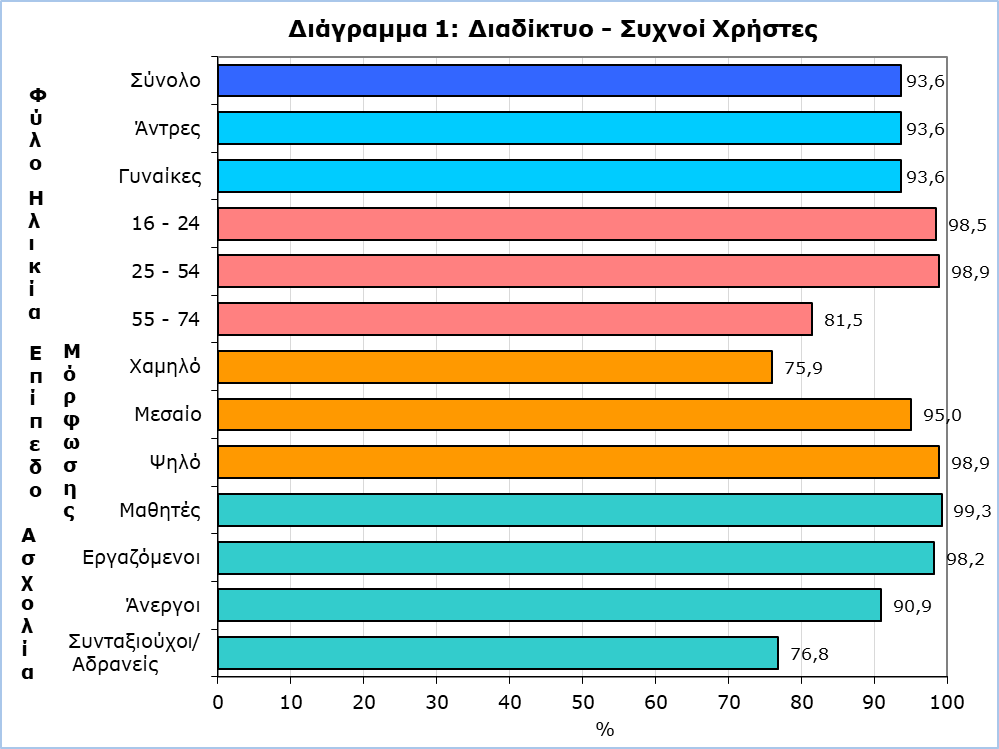 Διάγραμμα 1: Διαδίκτυο - Συχνοί Χρήστες
Φύλο
Σύνολο 93,6
Άντρες 93,6
Γυναίκες 93,6
Ηλικία
16 - 24 98,5
25 - 54 98,9
55 - 74 81,5
Επίπεδο Μόρφωσης
Χαμηλό 75,9
Μεσαίο 95,0
Ψηλό 98,9
Ασχολία
Μαθητές 99,3
Εργαζόμενοι 98,2
Άνεργοι 90,9
Συνταξιούχοι/
Αδρανείς 76,8
0 10 20 30 40 50 60 70 80 90 100
%